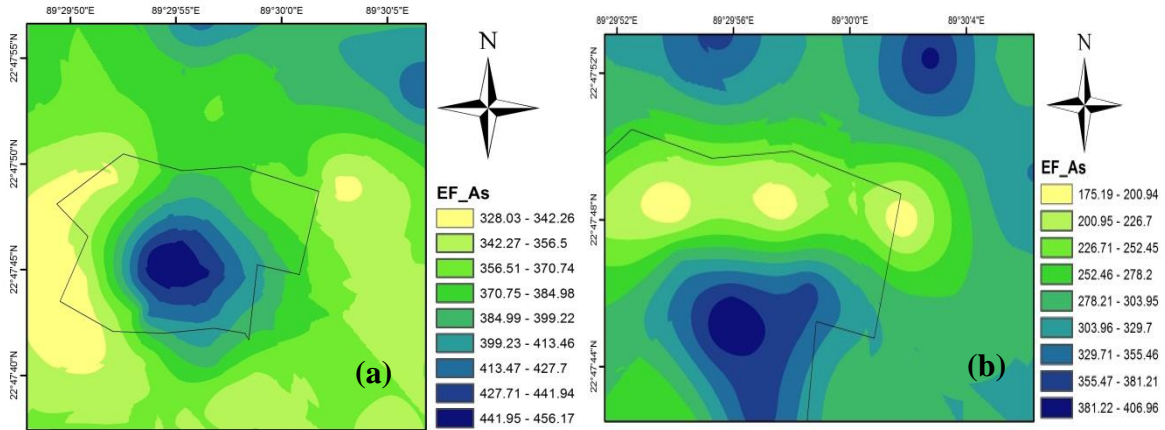 89°29'50"E 89°29'55"E 89°30'0"E
22°47'55"N
22°47'50"N
22°47'45"N
22°47'40"N
N
EF_As
328.03 - 342.26
342.27 - 356.5
356.51 - 370.74
370.75 - 384.98
384.99 - 399.22
399.23 - 413.46
413.47 - 427.7
427.71 - 441.94
441.95 - 456.17
(a)
89°29'52"E 89°29'56"E 89°30'0"E 89°30'4"E
22°47'52"N
22°47'48"N
22°47'44"N
N
EF_As
175.19 - 200.94
200.95 - 226.7
226.71 - 252.45
252.46 - 278.2
278.21 - 303.95
303.96 - 329.7
329.71 - 355.46
355.47 - 381.21
381.22 - 406.96
(b)